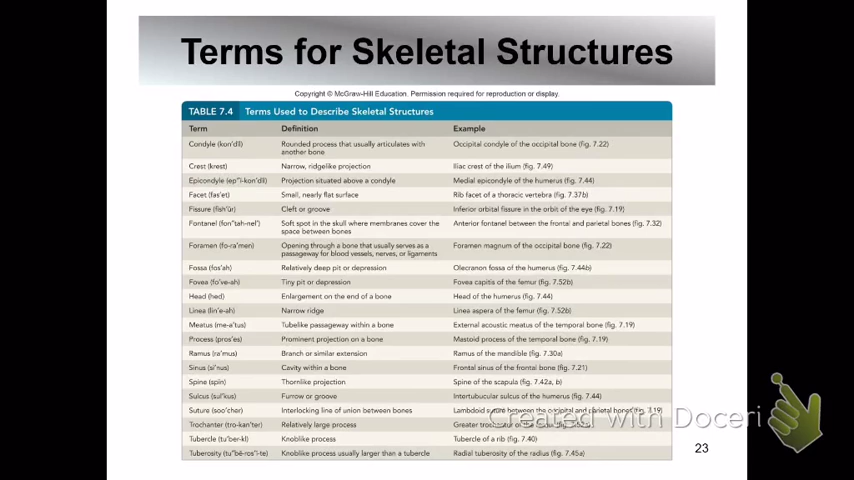 Terms for Skeletal Structures
Copyright © McGraw-Hill Education. Permission required for reproduction or display.
TABLE 7.4 Terms Used to Describe Skeletal Structures
Term Definition Example
Condyle (kon'dīl) Rounded process that usually articulates with another bone Occipital condyle of the occipital bone (fig. 7.22)
Crest (krest) Narrow, ridgelike projection Iliac crest of the ilium (fig. 7.49)
Epicondyle (ep"ĭ-kon'dīl) Projection situated above a condyle Medial epicondyle of the humerus (fig. 7.44)
Facet (fas'et) Small, nearly flat surface Rib facet of a thoracic vertebra (fig. 7.37b)
Fissure (fish'ūr) Cleft or groove Inferior orbital fissure in the orbit of the eye (fig. 7.19)
Fontanel (fon"tah-nel') Soft spot in the skull where membranes cover the space between bones Anterior fontanel between the frontal and parietal bones (fig. 7.32)
Foramen (fo-ra'men) Opening through a bone that usually serves as a passageway for blood vessels, nerves, or ligaments Foramen magnum of the occipital bone (fig. 7.22)
Fossa (fos'ah) Relatively deep pit or depression Olecranon fossa of the humerus (fig. 7.44b)
Fovea (fo've-ah) Tiny pit or depression Fovea capitis of the femur (fig. 7.52b)
Head (hed) Enlargement on the end of a bone Head of the humerus (fig. 7.44)
Linea (lin'e-ah) Narrow ridge Linea aspera of the femur (fig. 7.52b)
Meatus (me-a'tus) Tubelike passageway within a bone External acoustic meatus of the temporal bone (fig. 7.19)
Process (pros'es) Prominent projection on a bone Mastoid process of the temporal bone (fig. 7.19)
Ramus (ra'mus) Branch or similar extension Ramus of the mandible (fig. 7.30a)
Sinus (si'nus) Cavity within a bone Frontal sinus of the frontal bone (fig. 7.21)
Spine (spīn) Thornlike projection Spine of the scapula (fig. 7.42a, b)
Sulcus (sul'kus) Furrow or groove Intertubercular sulcus of the humerus (fig. 7.44)
Suture (soo'cher) Interlocking line of union between bones Lambdoid suture between the occipital and parietal bones (fig. 7.19)
Trochanter (tro-kan'ter) Relatively large process Greater trochanter of the
Tubercle (tu'ber-kl) Knoblike process Tubercle of a rib (fig. 7.40)
Tuberosity (tu"bĕ-ros'ĭ-te) Knoblike process usually larger than a tubercle Radial tuberosity of the radius (fig. 7.45a)
Created with Doceri
23